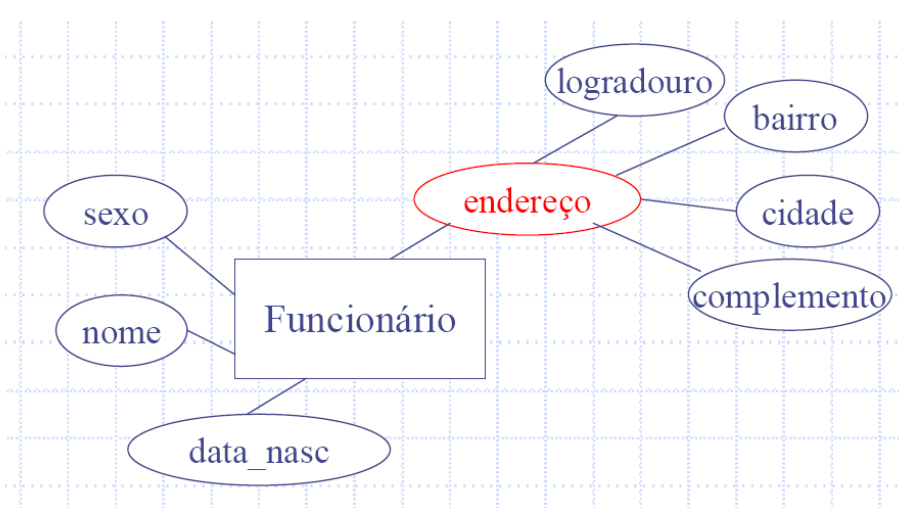 logradouro
bairro
endereço
sexo
cidade
complemento
Funcionário
nome
data_nasc